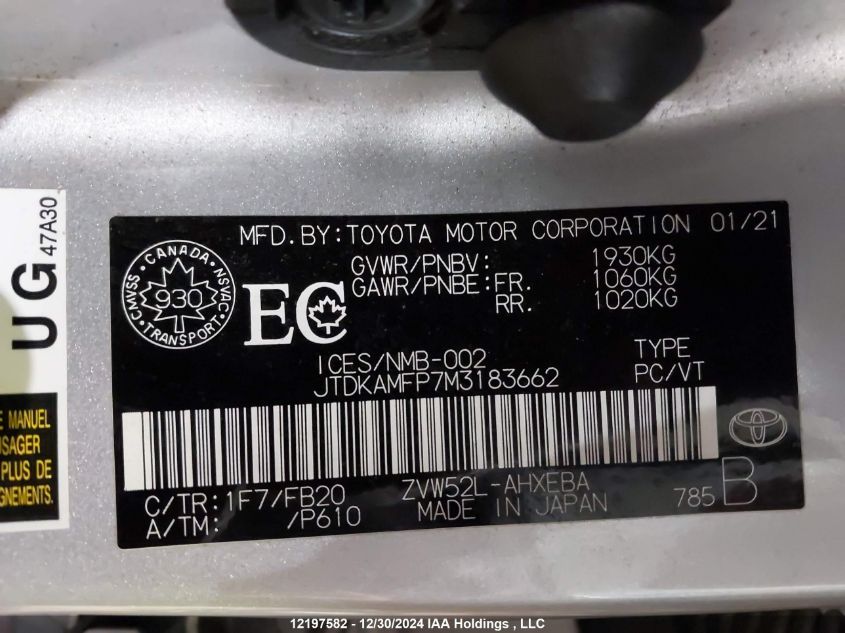 MFD.BY:TOYOTA MOTOR CORPORATION 01/21
GVWR/PNBV: 1930KG
GAWR/PNBE:FR. 1060KG
RR. 1020KG
CANADA
CMVSS 930 NSVAC
TRANSPORT
EC
ICES/NMB-002 TYPE
JTDKAMFP7M3183662 PC/VT
C/TR:1F7/FB20 ZVW52L-AHXEBA
A/TM: /P610 MADE IN JAPAN 785 B
UG
47A30
E MANUEL
USAGER
PLUS DE
GNEMENTS.
12197582 - 12/30/2024 IAA Holdings , LLC